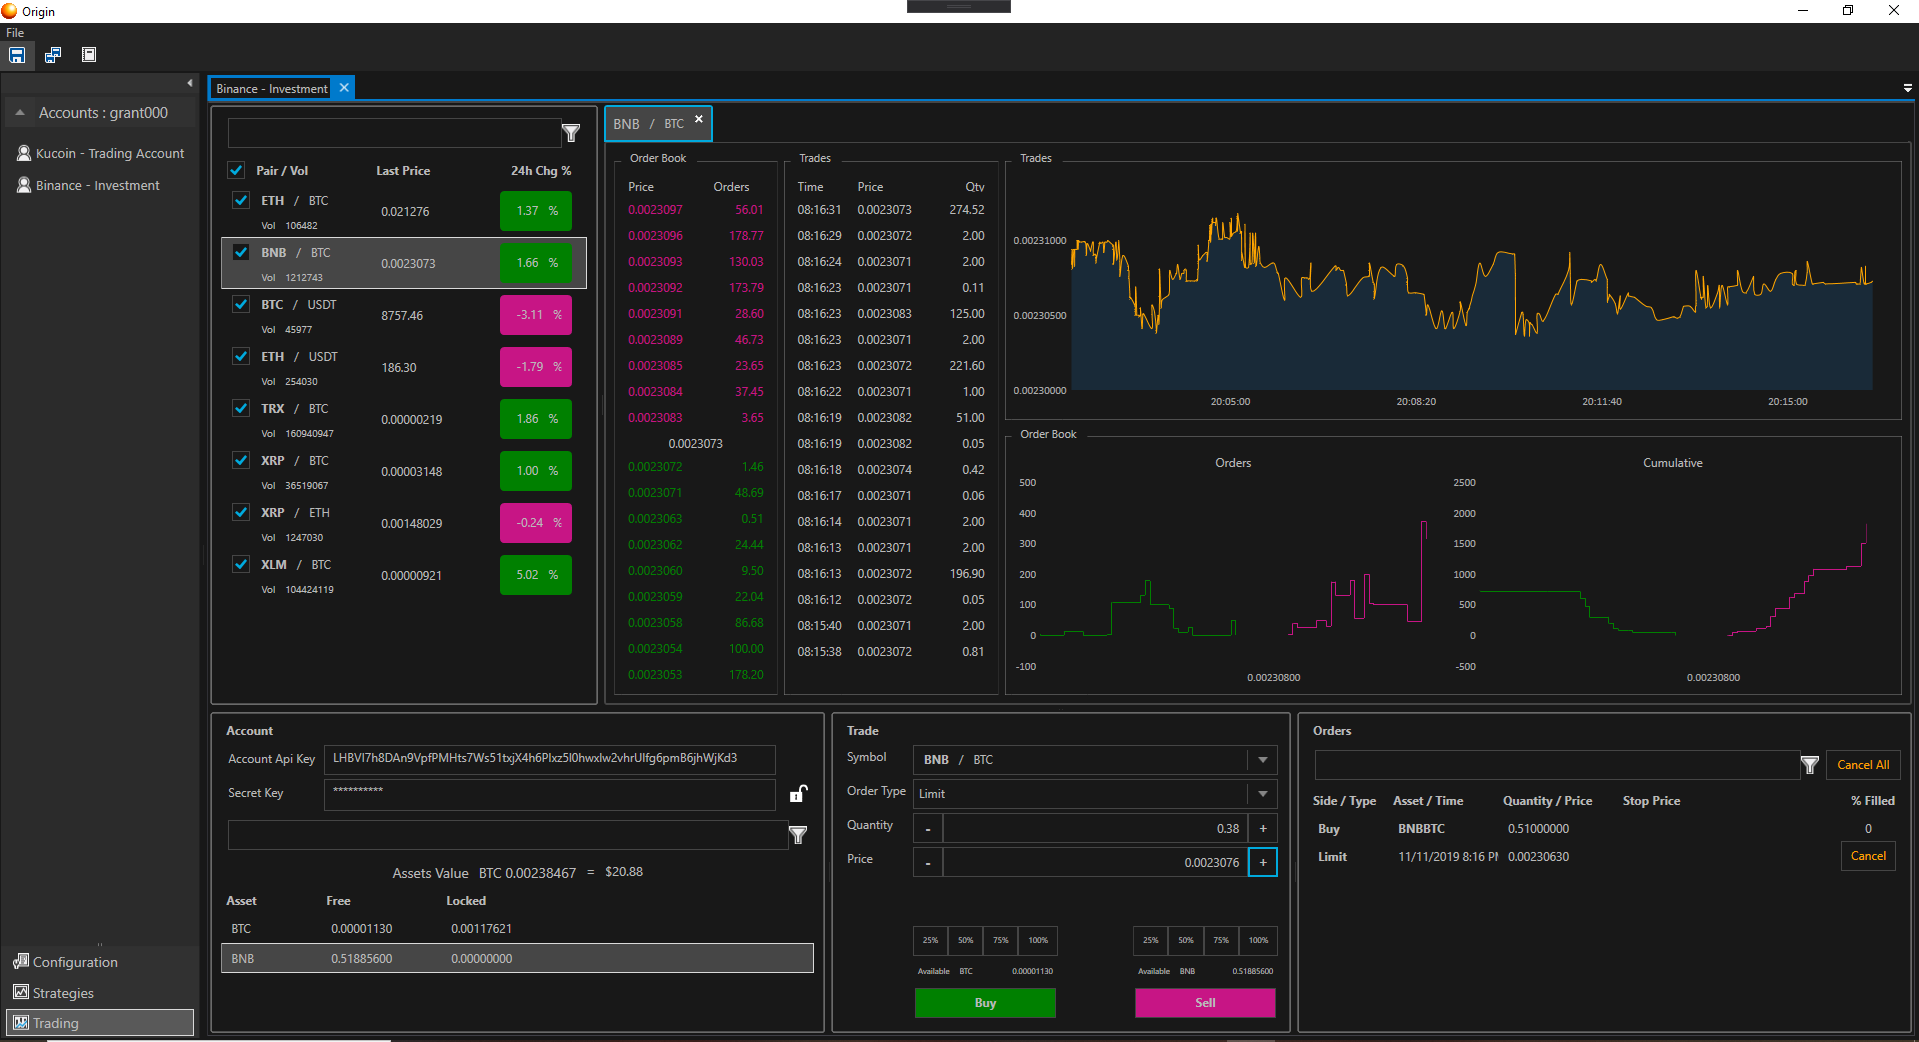 Origin
File
Accounts : grant000
Kucoin - Trading Account
Binance - Investment
Configuration
Strategies
Trading
Binance - Investment
Pair / Vol Last Price 24h Chg %
ETH / BTC 0.021276 1.37 %
Vol 106482
BNB / BTC 0.0023073 1.66 %
Vol 1212743
BTC / USDT 8757.46 -3.11 %
Vol 45977
ETH / USDT 186.30 -1.79 %
Vol 254030
TRX / BTC 0.00000219 1.86 %
Vol 160940947
XRP / BTC 0.00003148 1.00 %
Vol 36519067
XRP / ETH 0.00148029 -0.24 %
Vol 1247030
XLM / BTC 0.00000921 5.02 %
Vol 104424119
BNB / BTC
Order Book
Price Orders
0.0023097 56.01
0.0023096 178.77
0.0023093 130.03
0.0023092 173.79
0.0023091 28.60
0.0023089 46.73
0.0023085 23.65
0.0023084 37.45
0.0023083 3.65
0.0023073
0.0023072 1.46
0.0023071 48.69
0.0023063 0.51
0.0023062 24.44
0.0023060 9.50
0.0023059 22.04
0.0023058 86.68
0.0023054 100.00
0.0023053 178.20
Trades
Time Price Qty
08:16:31 0.0023073 274.52
08:16:29 0.0023072 2.00
08:16:24 0.0023071 2.00
08:16:23 0.0023071 0.11
08:16:23 0.0023083 125.00
08:16:23 0.0023071 2.00
08:16:23 0.0023072 221.60
08:16:22 0.0023071 1.00
08:16:19 0.0023082 51.00
08:16:19 0.0023082 0.05
08:16:18 0.0023074 0.42
08:16:17 0.0023071 0.06
08:16:14 0.0023071 2.00
08:16:13 0.0023071 2.00
08:16:13 0.0023072 196.90
08:16:12 0.0023072 0.05
08:15:40 0.0023071 2.00
08:15:38 0.0023072 0.81
Trades
0.00231000
0.00230500
0.00230000
20:05:00 20:08:20 20:11:40 20:15:00
Order Book
Orders
500
400
300
200
100
0
-100
0.00230800
Cumulative
2500
2000
1500
1000
500
0
-500
0.00230800
Account
Account Api Key
Secret Key **********
Assets Value BTC 0.00238467 = $20.88
Asset Free Locked
BTC 0.00001130 0.00117621
BNB 0.51885600 0.00000000
Trade
Symbol BNB / BTC
Order Type Limit
Quantity - 0.38 +
Price - 0.0023076 +
25% 50% 75% 100%
Available BTC 0.00001130
Buy
25% 50% 75% 100%
Available BNB 0.51885600
Sell
Orders
Cancel All
Side / Type Asset / Time Quantity / Price Stop Price % Filled
Buy BNBBTC 0.51000000 0
Limit 11/11/2019 8:16 0.00230630 Cancel